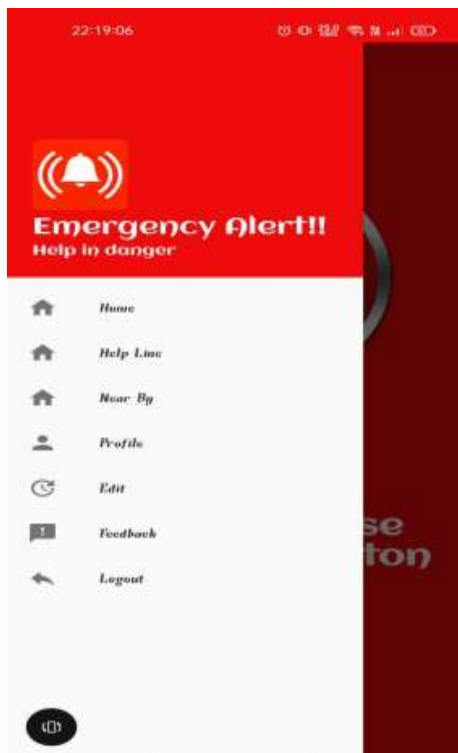 22:19:06
Emergency Alert!!
Help in danger
Home
Help Line
Near By
Profile
Edit
Feedback
Logout
se
ton